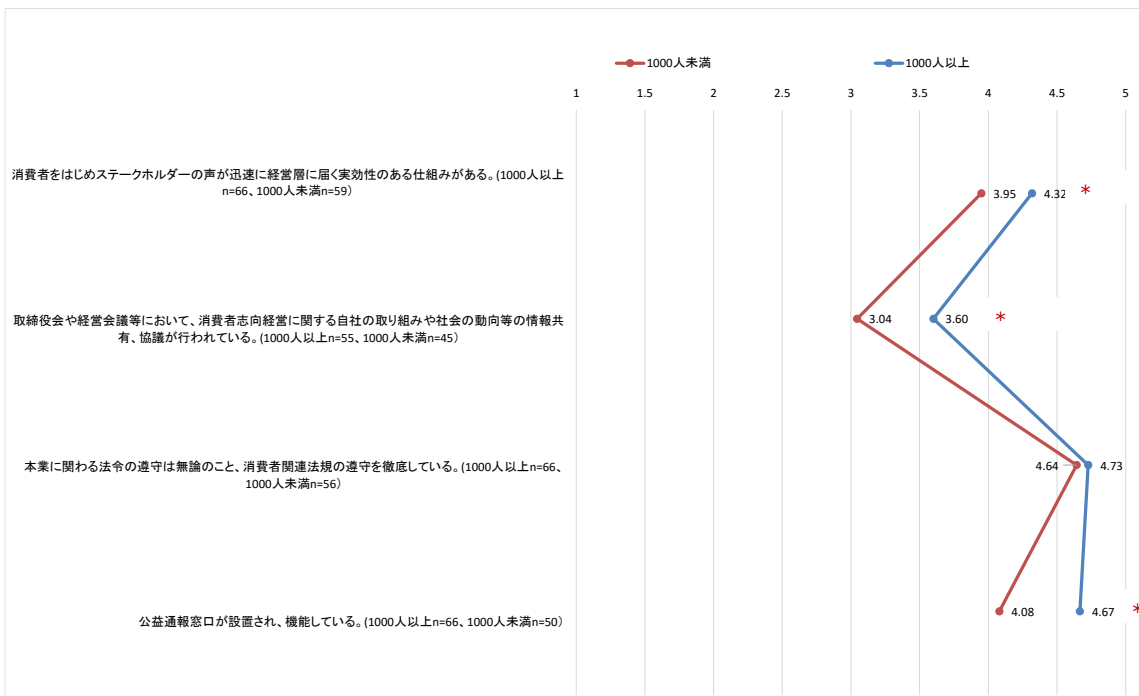 1000人未満 1000人以上
1 1.5 2 2.5 3 3.5 4 4.5 5
消費者をはじめステークホルダーの声が迅速に経営層に届く実効性のある仕組みがある。(1000人以上
n=66、1000人未満n=59)
3.95 4.32 *
取締役会や経営会議等において、消費者志向経営に関する自社の取り組みや社会の動向等の情報共
有、協議が行われている。(1000人以上n=55、1000人未満n=45)
3.04 3.60 *
本業に関わる法令の遵守は無論のこと、消費者関連法規の遵守を徹底している。(1000人以上n=66、
1000人未満n=56)
4.64 4.73
公益通報窓口が設置され、機能している。(1000人以上n=66、1000人未満n=50)
4.08 4.67 *